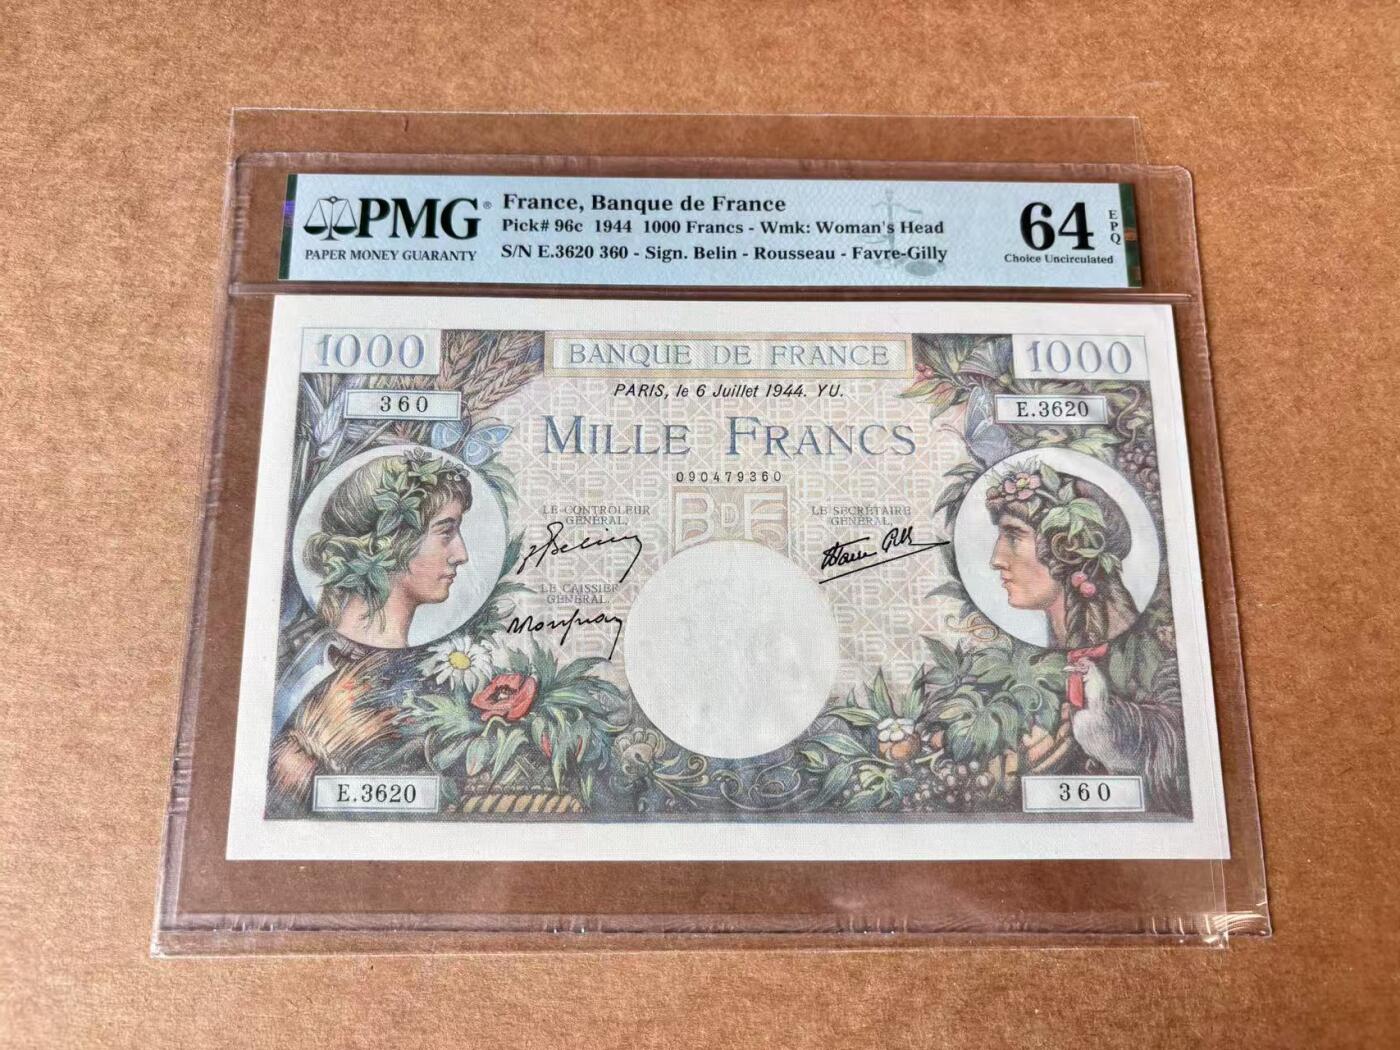 PMG®
PAPER MONEY GUARANTY
France, Banque de France
Pick# 96c 1944 1000 Francs - Wmk: Woman's Head
S/N E.3620 360 - Sign. Belin - Rousseau - Favre-Gilly
64 EPQ
Choice Uncirculated
1000
BANQUE DE FRANCE
1000
PARIS, le 6 Juillet 1944. YU.
360
E.3620
MILLE FRANCS
090479360
BDF
LE CONTROLEUR
GENERAL,
LE SECRÉTAIRE
GENERAL,
LE CAISSIER
GENERAL,
E.3620
360